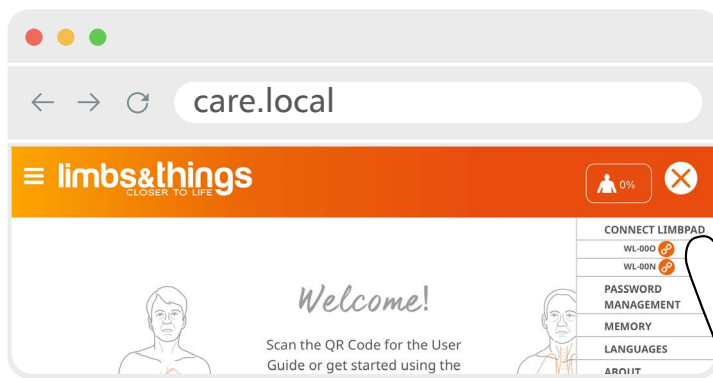 care.local
limbs&things
CLOSER TO LIFE
0%
CONNECT LIMBPAD
WL-00O
WL-00N
PASSWORD
MANAGEMENT
MEMORY
LANGUAGES
ABOUT
Welcome!
Scan the QR Code for the User
Guide or get started using the